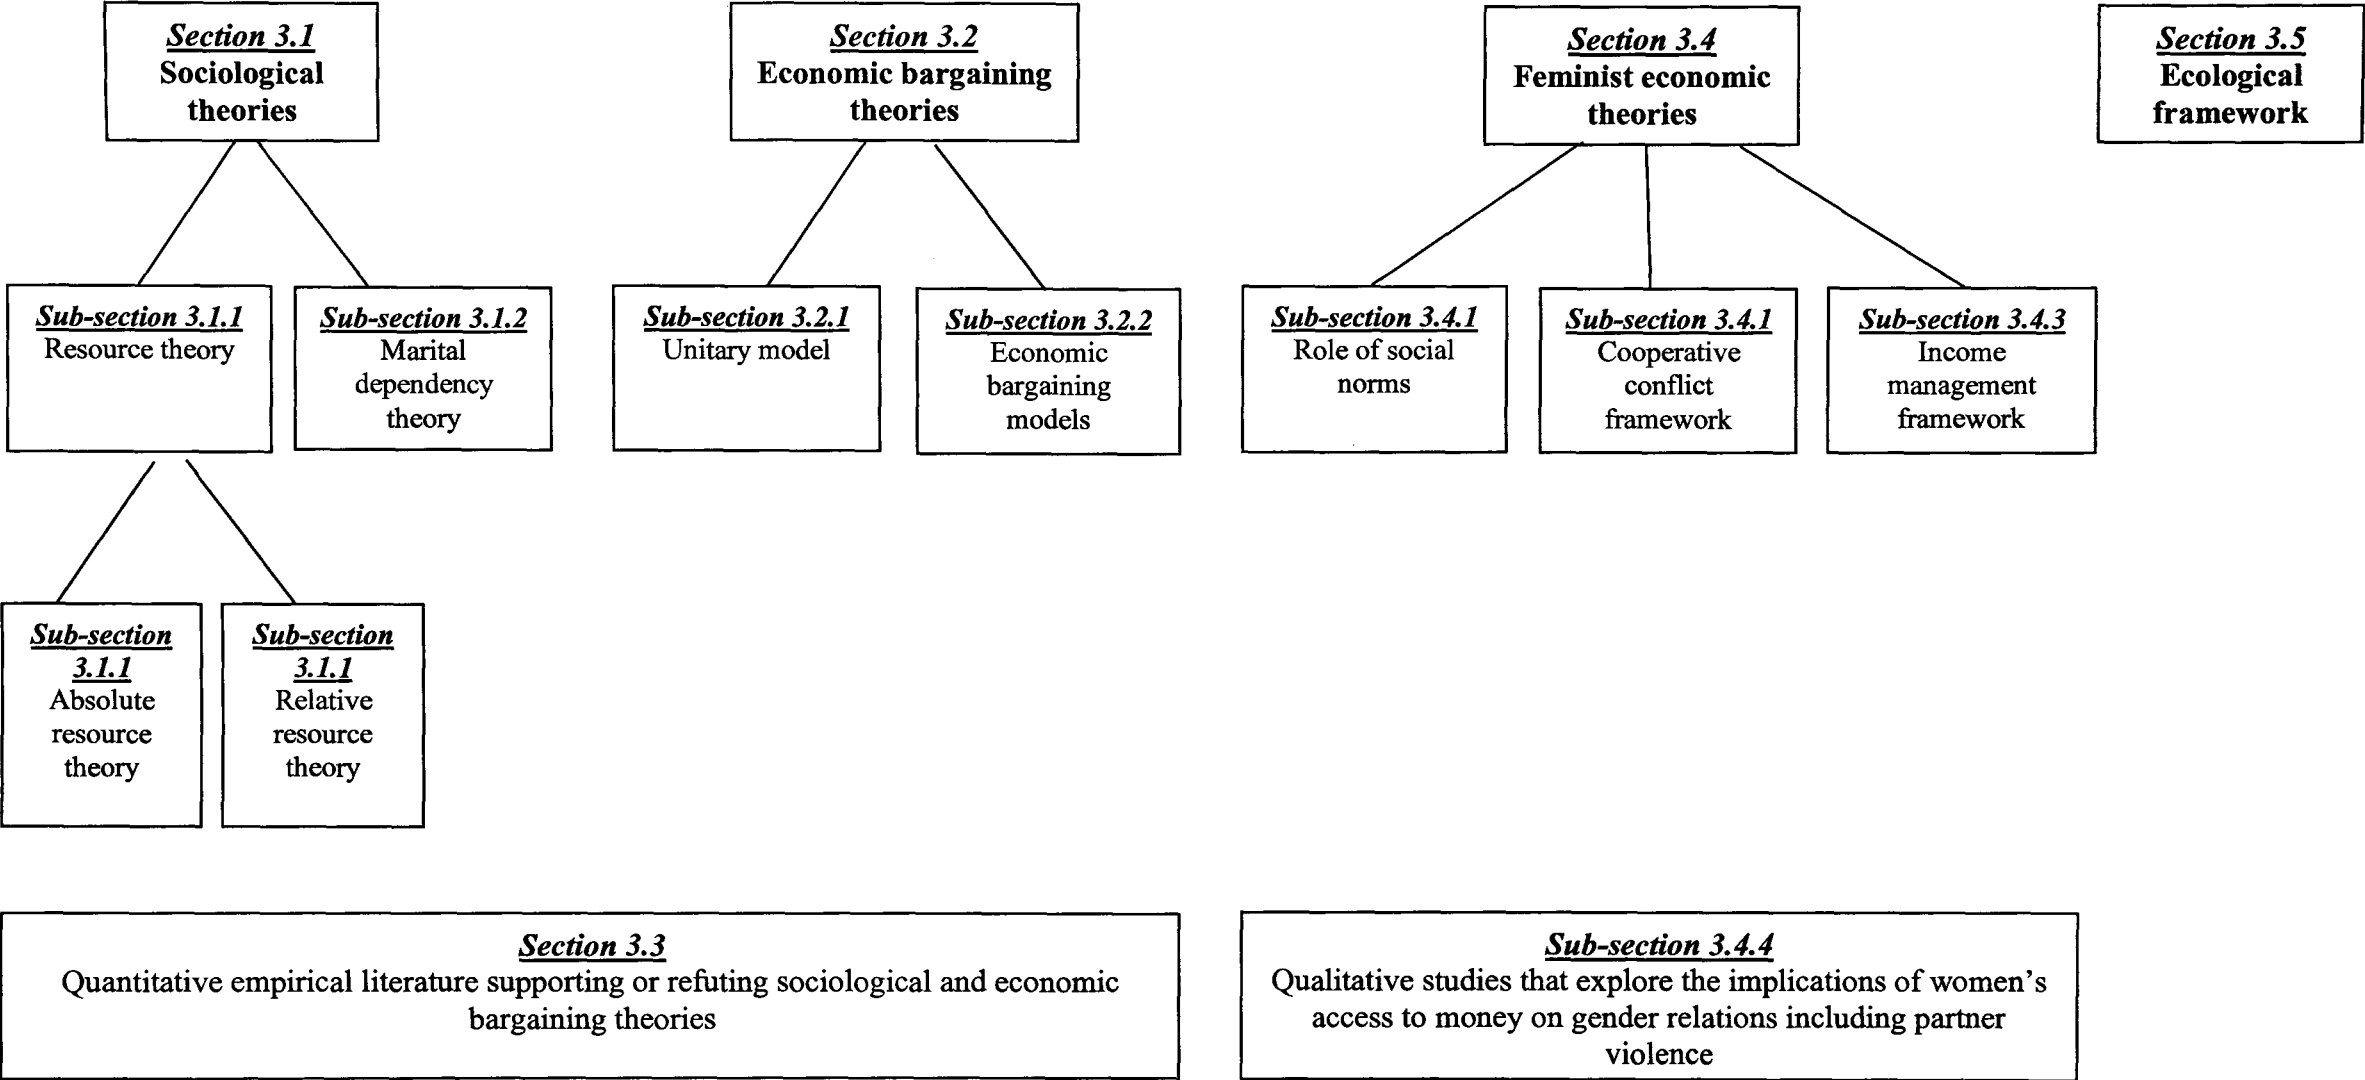 Section 3.1
Sociological
theories
Section 3.2
Economic bargaining
theories
Section 3.4
Feminist economic
theories
Section 3.5
Ecological
framework
Sub-section 3.1.1
Resource theory
Sub-section 3.1.2
Marital
dependency
theory
Sub-section 3.2.1
Unitary model
Sub-section 3.2.2
Economic
bargaining
models
Sub-section 3.4.1
Role of social
norms
Sub-section 3.4.1
Cooperative
conflict
framework
Sub-section 3.4.3
Income
management
framework
Sub-section
3.1.1
Absolute
resource
theory
Sub-section
3.1.1
Relative
resource
theory
Section 3.3
Quantitative empirical literature supporting or refuting sociological and economic
bargaining theories
Sub-section 3.4.4
Qualitative studies that explore the implications of women's
access to money on gender relations including partner
violence